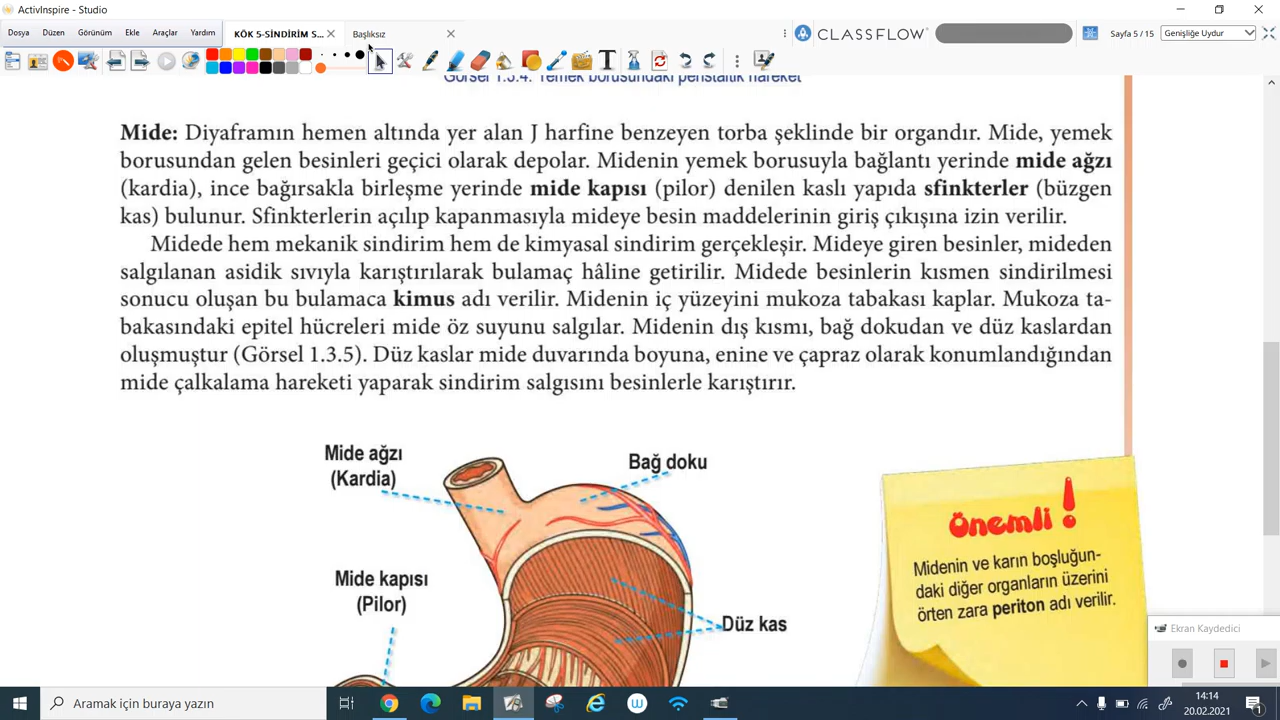 ActivInspire - Studio
Dosya Düzen Görünüm Ekle Araçlar Yardım
KÖK 5-SİNDİRİM S...
Başlıksız
CLASSFLOW
Sayfa 5 / 15
Genişliğe Uydur
Görsel 1.3.4: Yemek borusundaki peristaltik hareket
Mide: Diyaframın hemen altında yer alan J harfine benzeyen torba şeklinde bir organdır. Mide, yemek
borusundan gelen besinleri geçici olarak depolar. Midenin yemek borusuyla bağlantı yerinde mide ağzı
(kardia), ince bağırsakla birleşme yerinde mide kapısı (pilor) denilen kaslı yapıda sfinkterler (büzgen
kas) bulunur. Sfinkterlerin açılıp kapanmasıyla mideye besin maddelerinin giriş çıkışına izin verilir.
Midede hem mekanik sindirim hem de kimyasal sindirim gerçekleşir. Mideye giren besinler, mideden
salgılanan asidik sıvıyla karıştırılarak bulamaç hâline getirilir. Midede besinlerin kısmen sindirilmesi
sonucu oluşan bu bulamaca kimus adı verilir. Midenin iç yüzeyini mukoza tabakası kaplar. Mukoza ta-
bakasındaki epitel hücreleri mide öz suyunu salgılar. Midenin dış kısmı, bağ dokudan ve düz kaslardan
oluşmuştur (Görsel 1.3.5). Düz kaslar mide duvarında boyuna, enine ve çapraz olarak konumlandığından
mide çalkalama hareketi yaparak sindirim salgısını besinlerle karıştırır.
Mide ağzı
(Kardia)
Bağ doku
Mide kapısı
(Pilor)
Düz kas
Önemli !
Midenin ve karın boşluğun-
daki diğer organların üzerini
örten zara periton adı verilir.
Ekran Kaydedici
Aramak için buraya yazın
14:14
20.02.2021